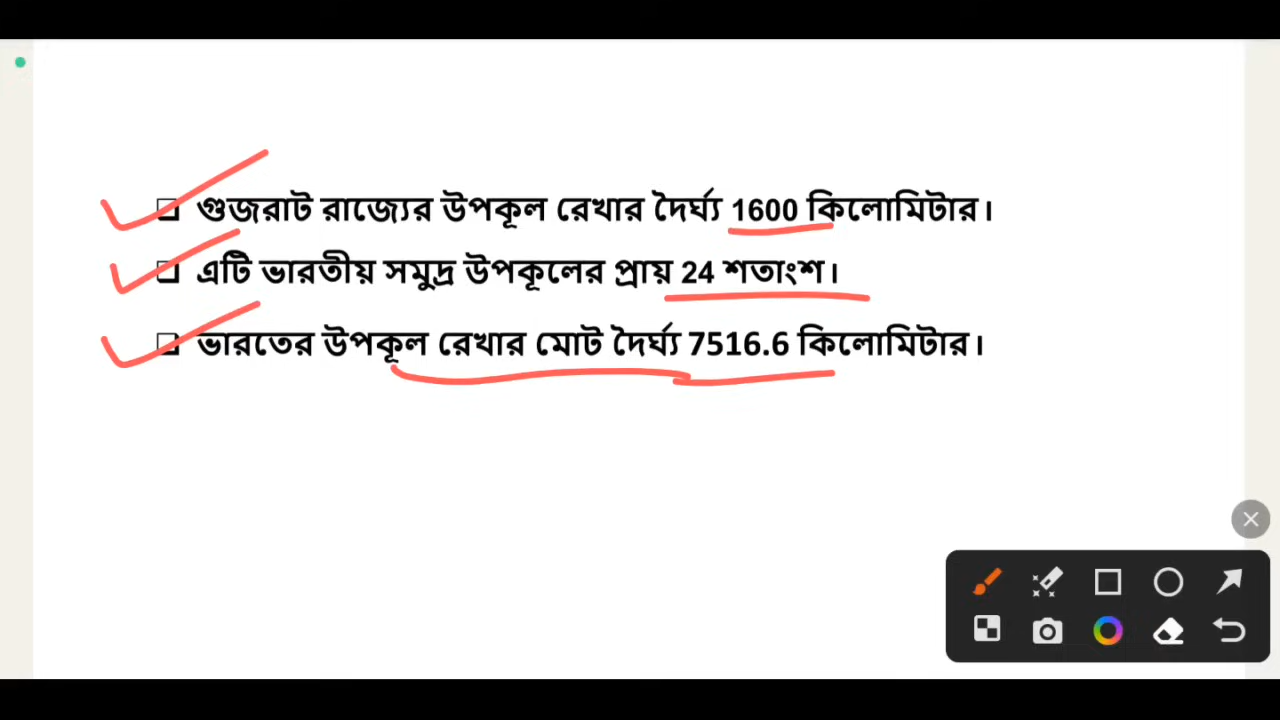 গুজরাট রাজ্যের উপকূল রেখার দৈর্ঘ্য 1600 কিলোমিটার।
এটি ভারতীয় সমুদ্র উপকূলের প্রায় 24 শতাংশ।
ভারতের উপকূল রেখার মোট দৈর্ঘ্য 7516.6 কিলোমিটার।